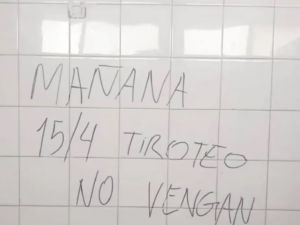 MAÑANA
15/4 TIROTEO
NO VENGAN